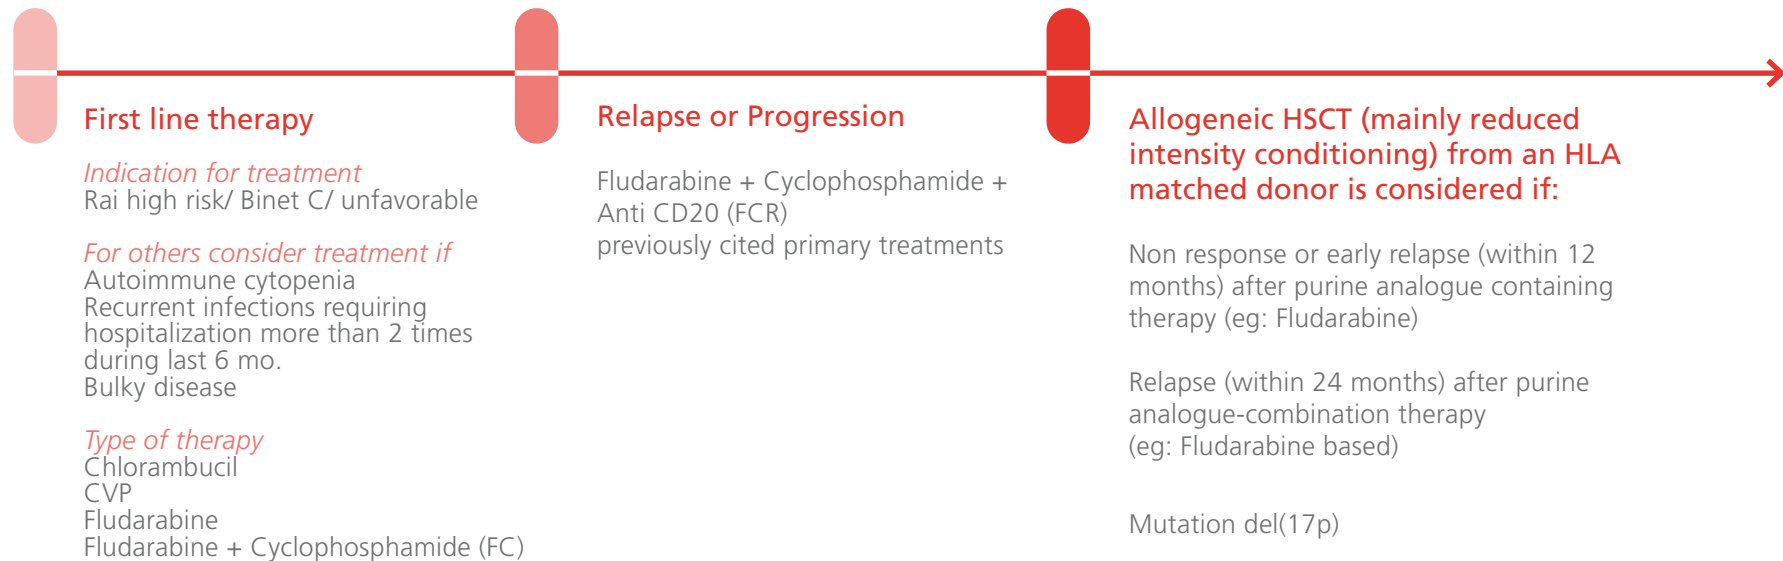 First line therapy
Indication for treatment
Rai high risk/ Binet C/ unfavorable
For others consider treatment if
Autoimmune cytopenia
Recurrent infections requiring
hospitalization more than 2 times
during last 6 mo.
Bulky disease
Type of therapy
Chlorambucil
CVP
Fludarabine
Fludarabine + Cyclophosphamide (FC)
Relapse or Progression
Fludarabine + Cyclophosphamide +
Anti CD20 (FCR)
previously cited primary treatments
Allogeneic HSCT (mainly reduced
intensity conditioning) from an HLA
matched donor is considered if:
Non response or early relapse (within 12
months) after purine analogue containing
therapy (eg: Fludarabine)
Relapse (within 24 months) after purine
analogue-combination therapy
(eg: Fludarabine based)
Mutation del(17p)